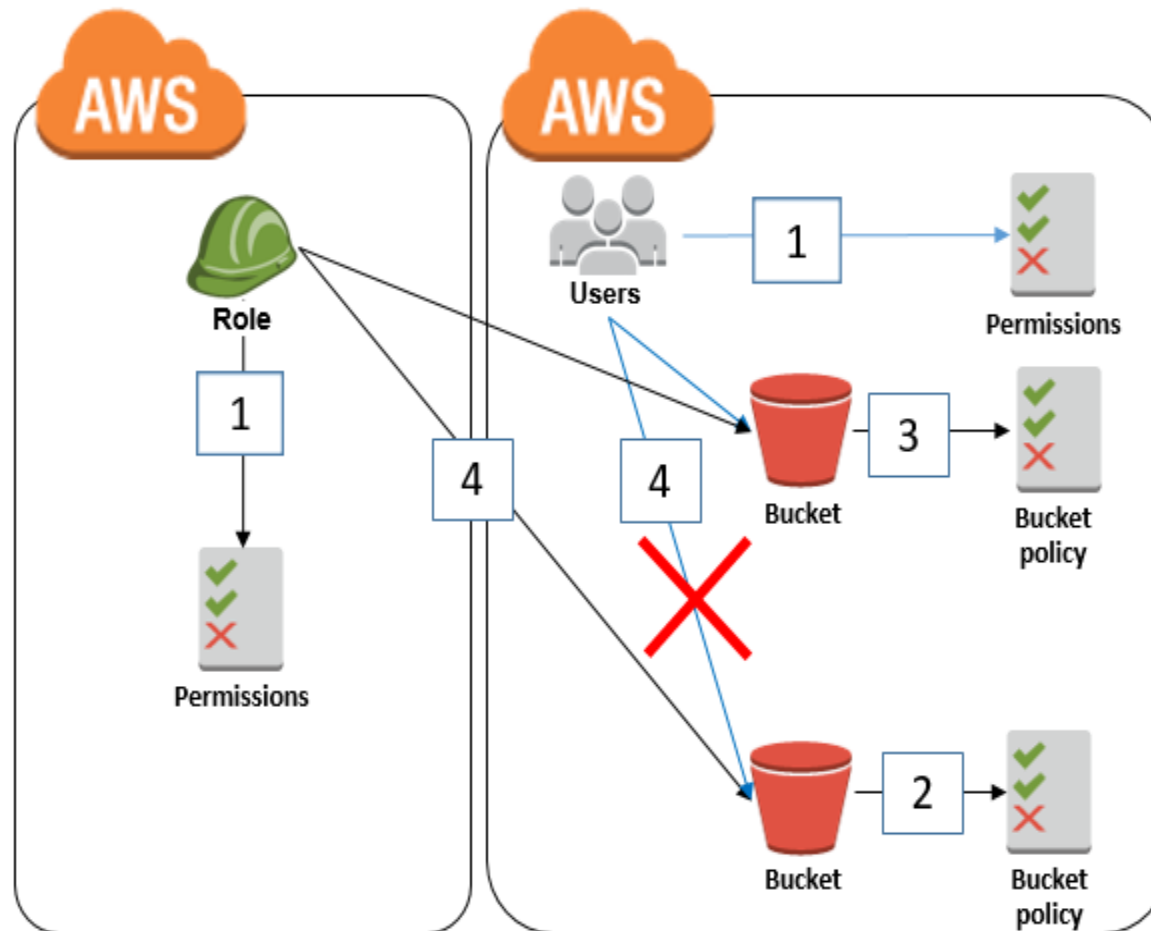 AWS
AWS
Role
1
Permissions
Users
1
Permissions
4
4
Bucket
3
Bucket
policy
Bucket
2
Bucket
policy